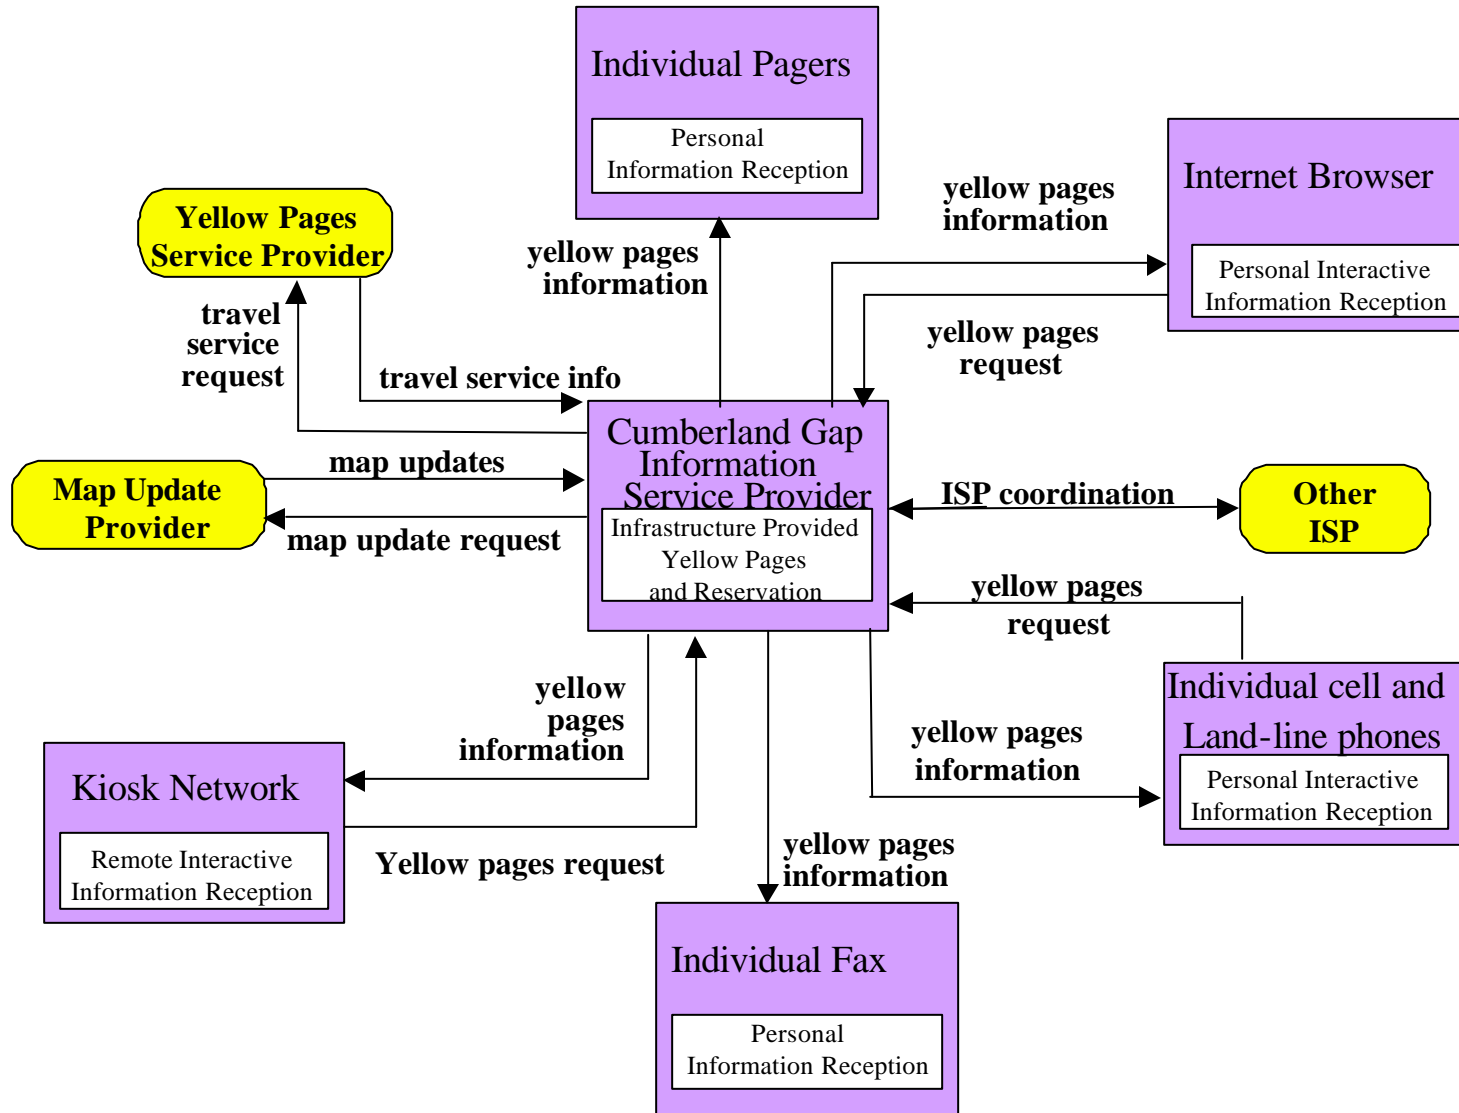 Individual Pagers
Personal
Information Reception
Internet Browser
Personal Interactive
Information Reception
yellow pages
information
Yellow Pages
Service Provider
yellow pages
information
travel
service
request
yellow pages
request
travel service info
Cumberland Gap
Information
Service Provider
Infrastructure Provided
Yellow Pages
and Reservation
map updates
Map Update
Provider
map update request
ISP coordination
Other
ISP
yellow pages
request
Individual cell and
Land-line phones
Personal Interactive
Information Reception
yellow
pages
information
yellow pages
information
Kiosk Network
Remote Interactive
Information Reception
Yellow pages request
yellow pages
information
Individual Fax
Personal
Information Reception